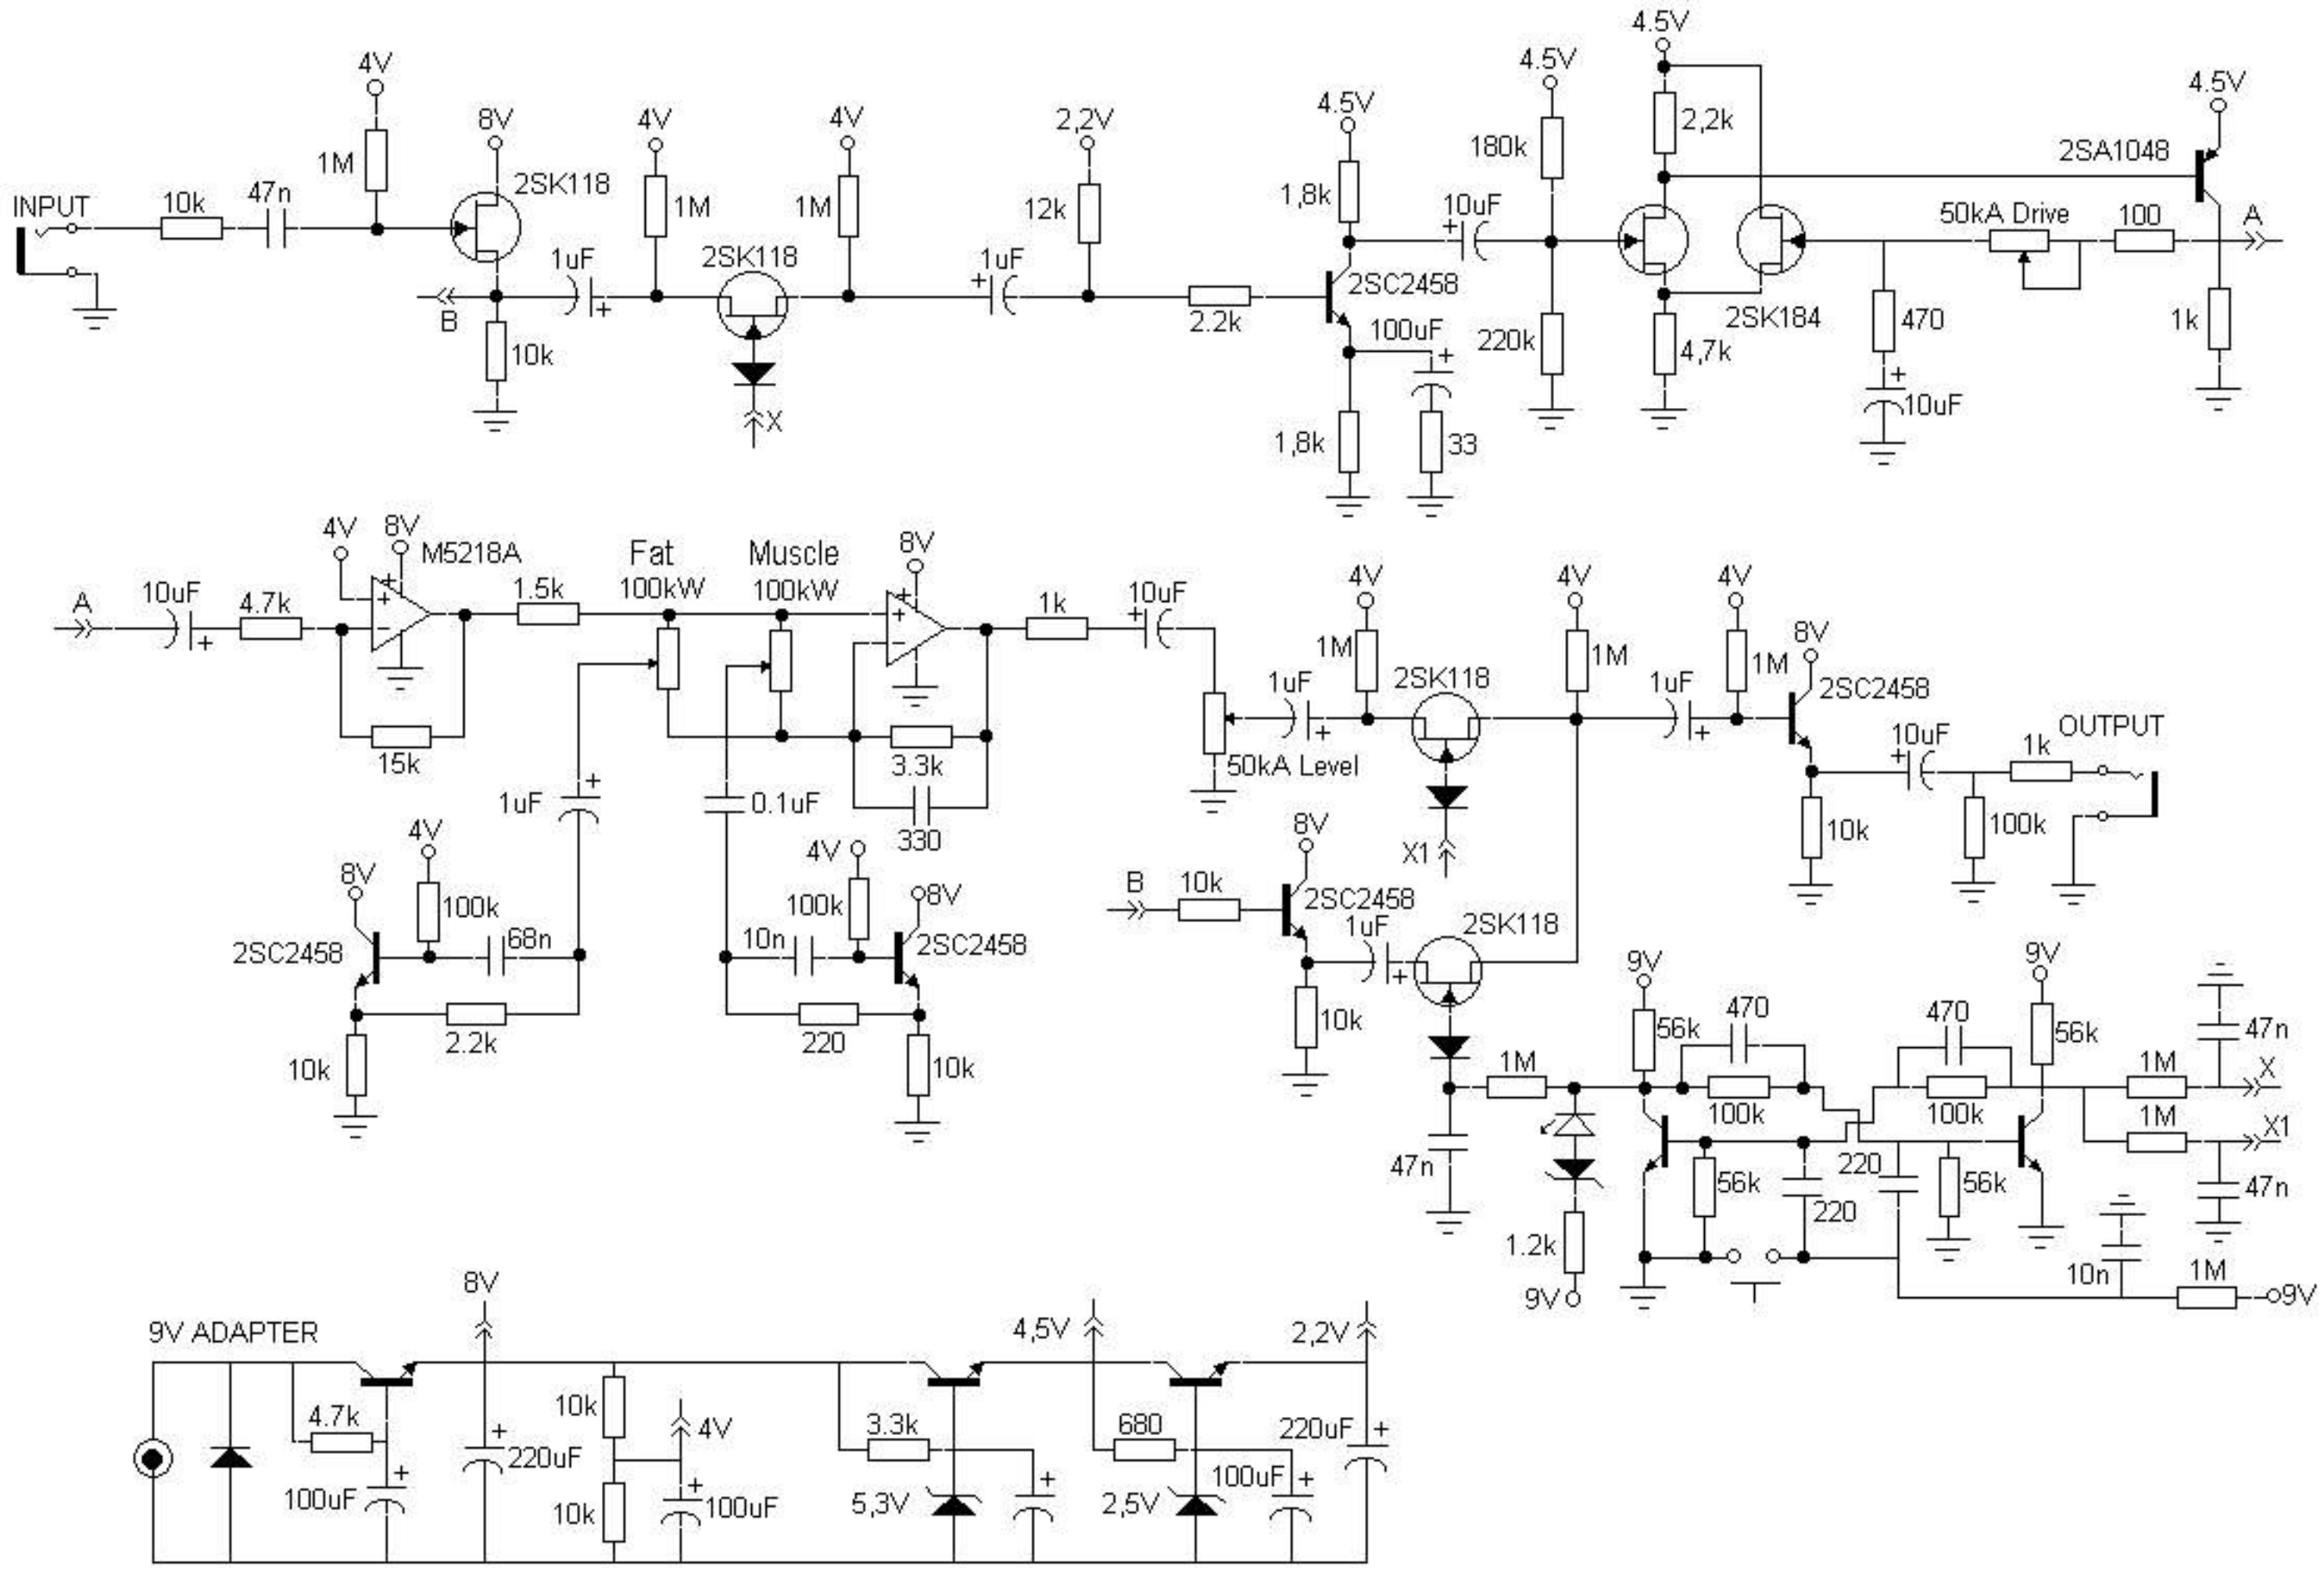 4.5V
4V
4.5V
4.5V
8V
4V
4V
2,2V
4.5V
2,2k
180k
1M
2SK118
2SA1048
INPUT
10k
47n
1M
1M
12k
1,8k
10uF
50kA Drive
100
A
1uF
2SK118
1uF
2SC2458
B
10k
2.2k
100uF
220k
4,7k
2SK184
470
1k
X
1,8k
33
10uF
4V
8V
M5218A
Fat
Muscle
8V
A
10uF
4.7k
1.5k
100kW
100kW
1k
10uF
4V
4V
4V
1M
1M
1M
8V
2SK118
2SC2458
1uF
1uF
15k
3.3k
50kA Level
10uF
1k
OUTPUT
1uF
0.1uF
330
X1
10k
100k
4V
4V
8V
8V
100k
100k
8V
B
10k
2SC2458
2SC2458
68n
10n
2SC2458
1uF
2SK118
2.2k
220
10k
10k
10k
9V
9V
56k
470
470
56k
47n
1M
100k
100k
1M
X
1M
X1
47n
56k
220
220
56k
47n
1.2k
10n
1M
9V
9V
8V
9V ADAPTER
4,5V
2,2V
10k
4.7k
4V
3.3k
680
220uF
220uF
100uF
10k
100uF
5,3V
2,5V
100uF